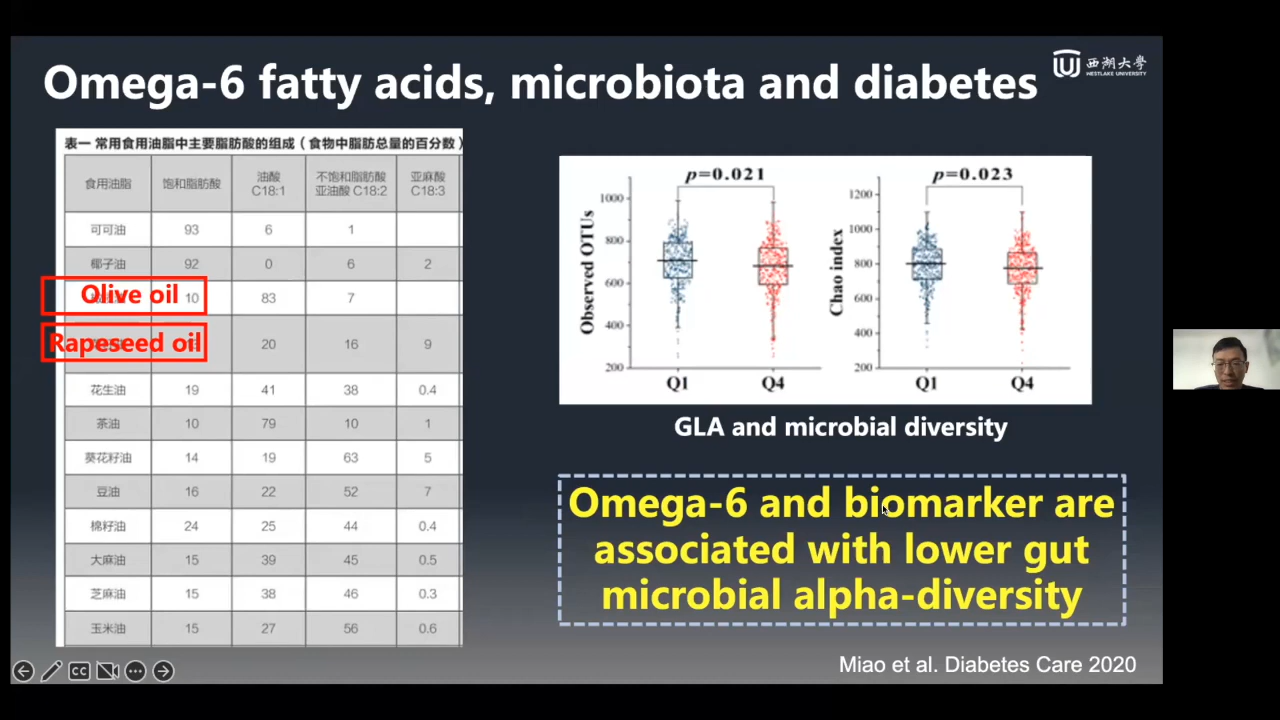 Omega-6 fatty acids, microbiota and diabetes
西湖大學
WESTLAKE UNIVERSITY
表一 常用食用油脂中主要脂肪酸的组成（食物中脂肪总量的百分数）
食用油脂 饱和脂肪酸 油酸 C18:1 不饱和脂肪酸 亚油酸 C18:2 亚麻酸 C18:3
可可油 93 6 1
椰子油 92 0 6 2
Olive oil 10 83 7
Rapeseed oil 20 16 9
花生油 19 41 38 0.4
茶油 10 79 10 1
葵花籽油 14 19 63 5
豆油 16 22 52 7
棉籽油 24 25 44 0.4
大麻油 15 39 45 0.5
芝麻油 15 38 46 0.3
玉米油 15 27 56 0.6
p=0.021
Observed OTUs
1000
800
600
400
200
Q1 Q4
p=0.023
Chao index
1200
1000
800
600
400
200
Q1 Q4
GLA and microbial diversity
Omega-6 and biomarker are
associated with lower gut
microbial alpha-diversity
Miao et al. Diabetes Care 2020
CC